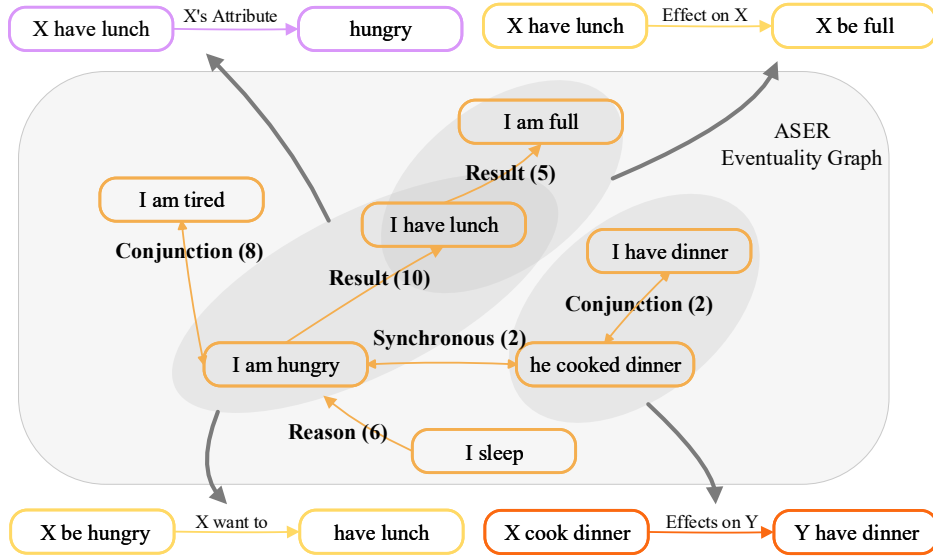 X have lunch
X's Attribute
hungry
X have lunch
Effect on X
X be full
ASER
Eventuality Graph
I am full
Result (5)
I am tired
I have lunch
Conjunction (8)
I have dinner
Result (10)
Conjunction (2)
Synchronous (2)
I am hungry
he cooked dinner
Reason (6)
I sleep
X be hungry
X want to
have lunch
X cook dinner
Effects on Y
Y have dinner